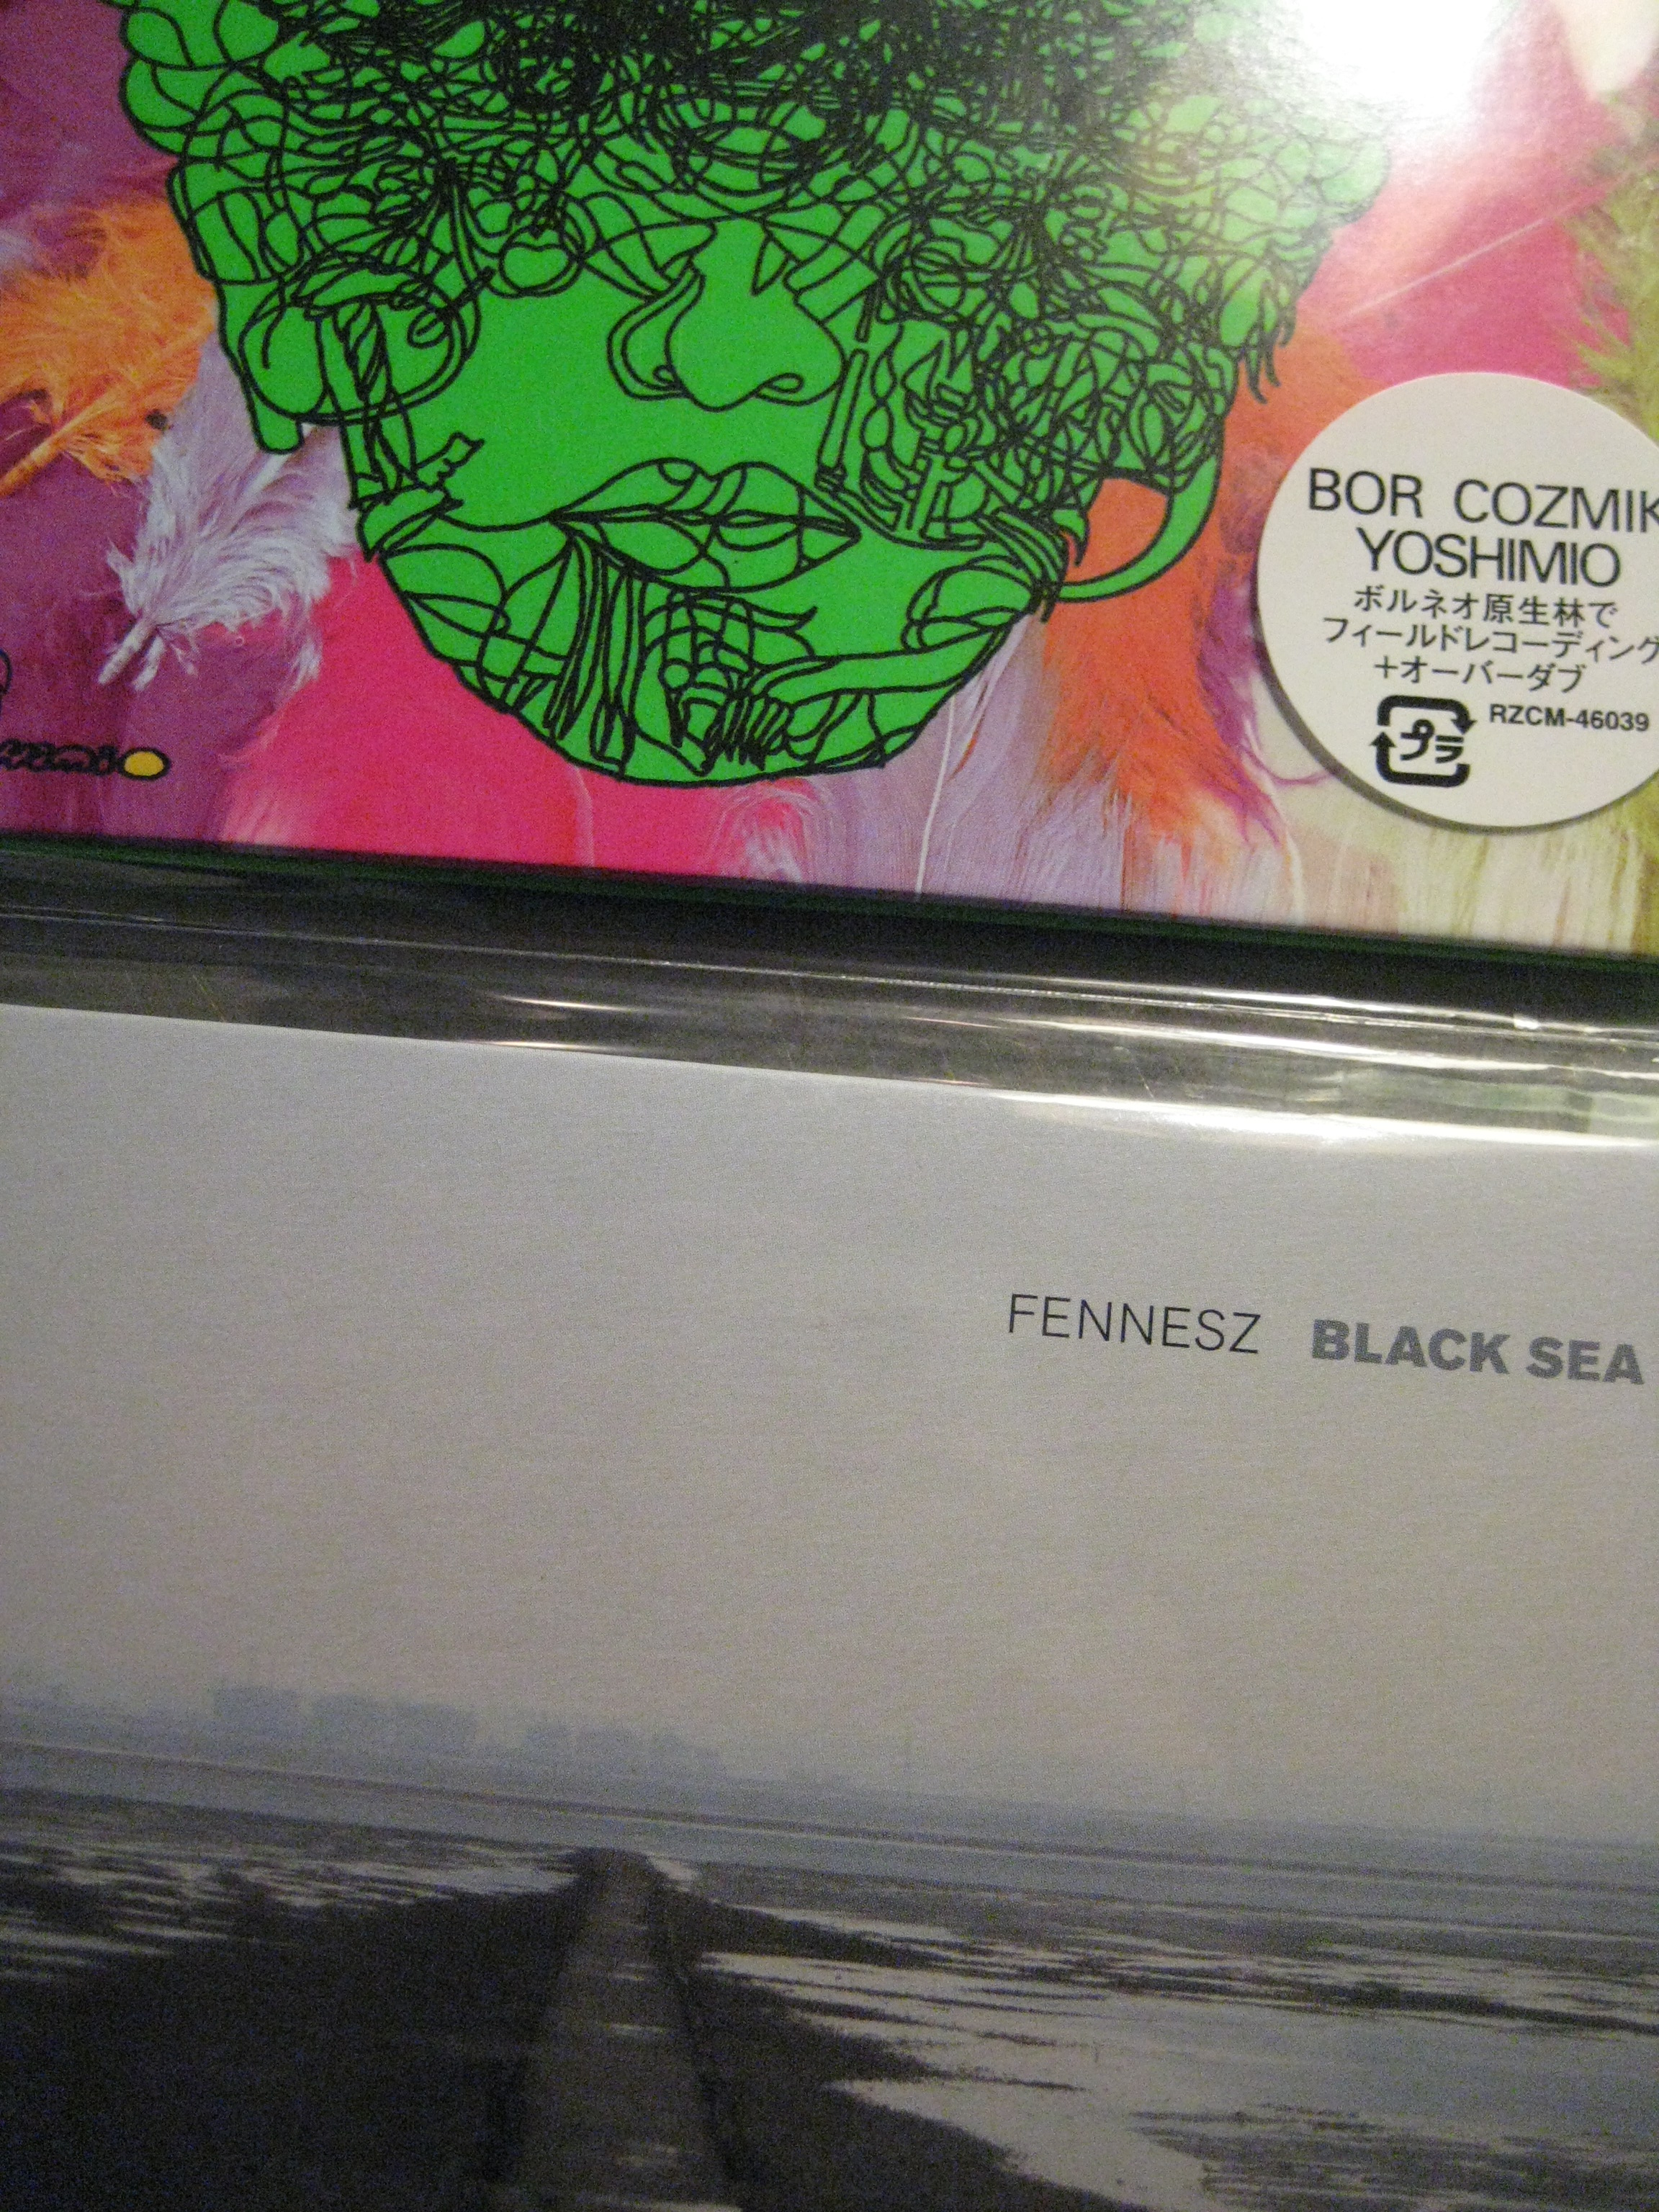 BOR COZMIK
YOSHIMIO
ボルネオ原生林で
フィールドレコーディング
+オーバーダブ
プラ RZCM-46039
FENNESZ BLACK SEA